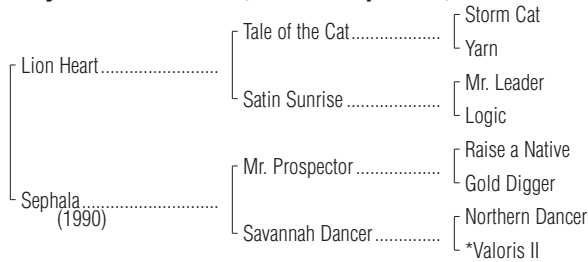 Storm Cat
Tale of the Cat
Yarn
Lion Heart
Mr. Leader
Satin Sunrise
Logic
Raise a Native
Mr. Prospector
Gold Digger
Sephala
(1990)
Northern Dancer
Savannah Dancer
*Valoris II